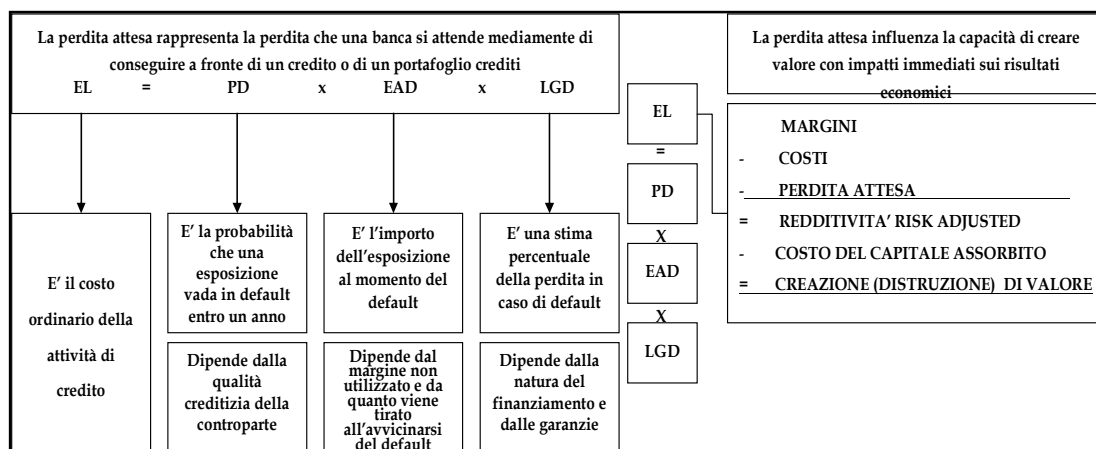 La perdita attesa rappresenta la perdita che una banca si attende mediamente di
conseguire a fronte di un credito o di un portafoglio crediti
EL = PD x EAD x LGD
E' il costo
ordinario della
attività di
credito
E' la probabilità
che una
esposizione
vada in default
entro un anno
Dipende dalla
qualità
creditizia della
controparte
E' l'importo
dell'esposizione
al momento del
default
Dipende dal
margine non
utilizzato e da
quanto viene
tirato
all'avvicinarsi
del default
E' una stima
percentuale
della perdita in
caso di default
Dipende dalla
natura del
finanziamento e
dalle garanzie
EL
=
PD
X
EAD
X
LGD
La perdita attesa influenza la capacità di creare
valore con impatti immediati sui risultati
economici
MARGINI
- COSTI
- PERDITA ATTESA
= REDDITIVITA' RISK ADJUSTED
- COSTO DEL CAPITALE ASSORBITO
= CREAZIONE (DISTRUZIONE) DI VALORE